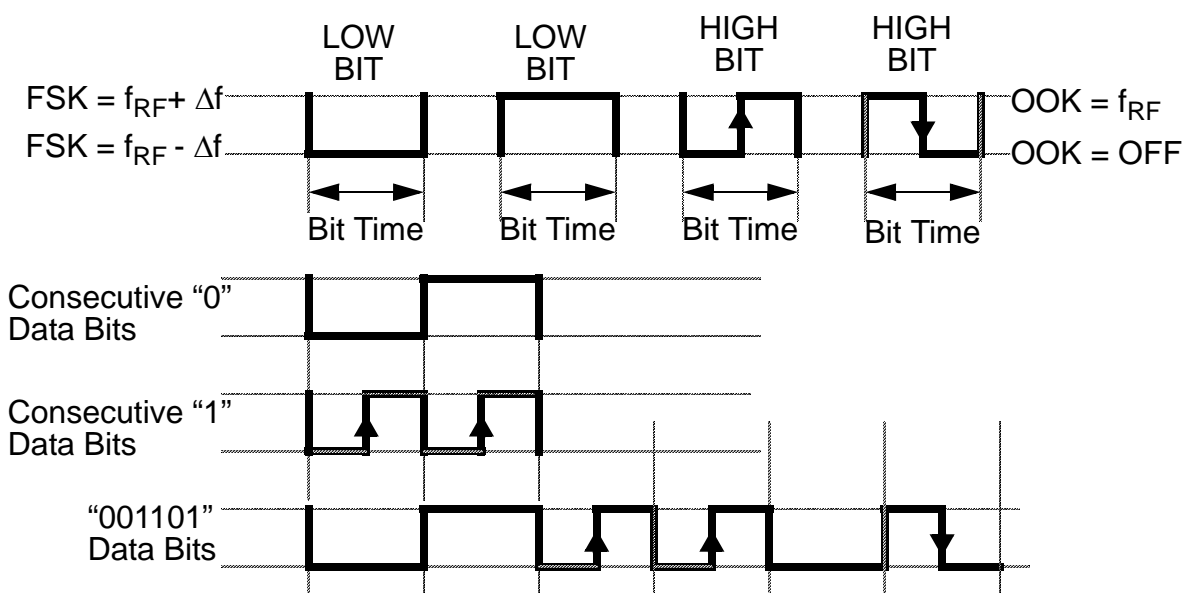 LOW
BIT
LOW
BIT
HIGH
BIT
HIGH
BIT
FSK = fRF+ Δf
FSK = fRF - Δf
OOK = fRF
OOK = OFF
Bit Time
Bit Time
Bit Time
Bit Time
Consecutive “0”
Data Bits
Consecutive “1”
Data Bits
“001101”
Data Bits